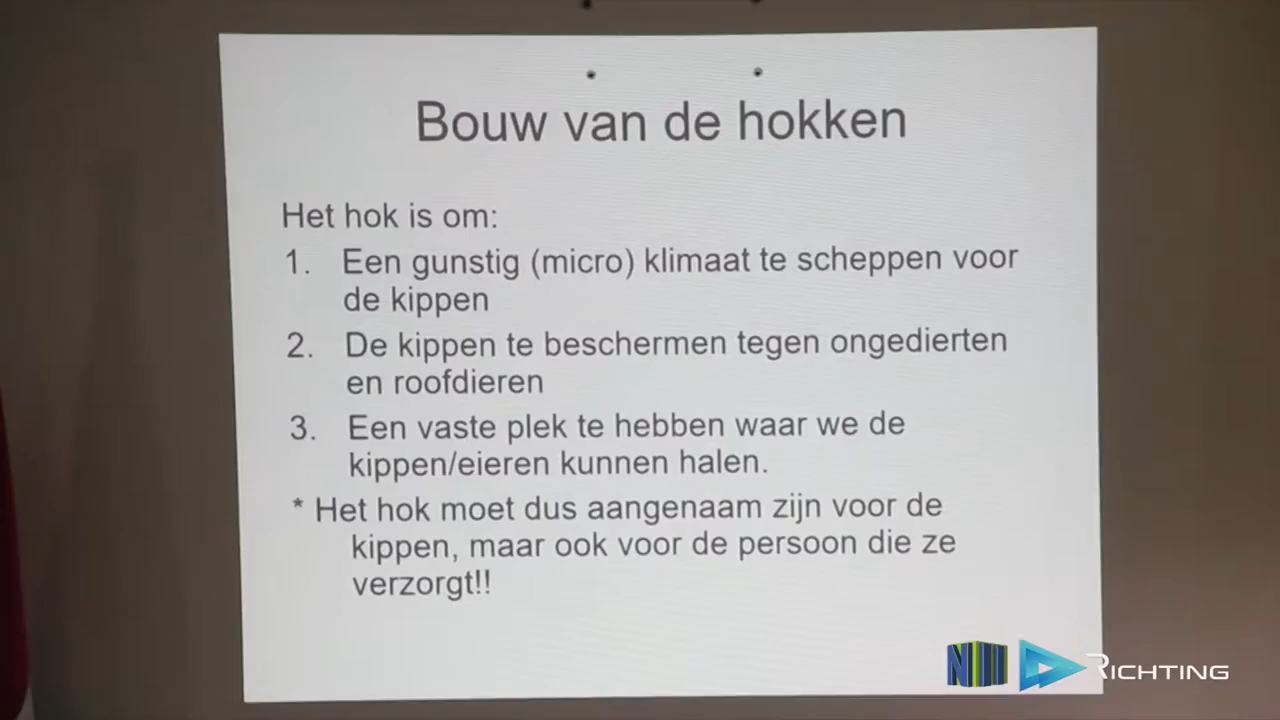 Bouw van de hokken
Het hok is om:
1. Een gunstig (micro) klimaat te scheppen voor
de kippen
2. De kippen te beschermen tegen ongedierten
en roofdieren
3. Een vaste plek te hebben waar we de
kippen/eieren kunnen halen.
* Het hok moet dus aangenaam zijn voor de
kippen, maar ook voor de persoon die ze
verzorgt!!
RICHTING